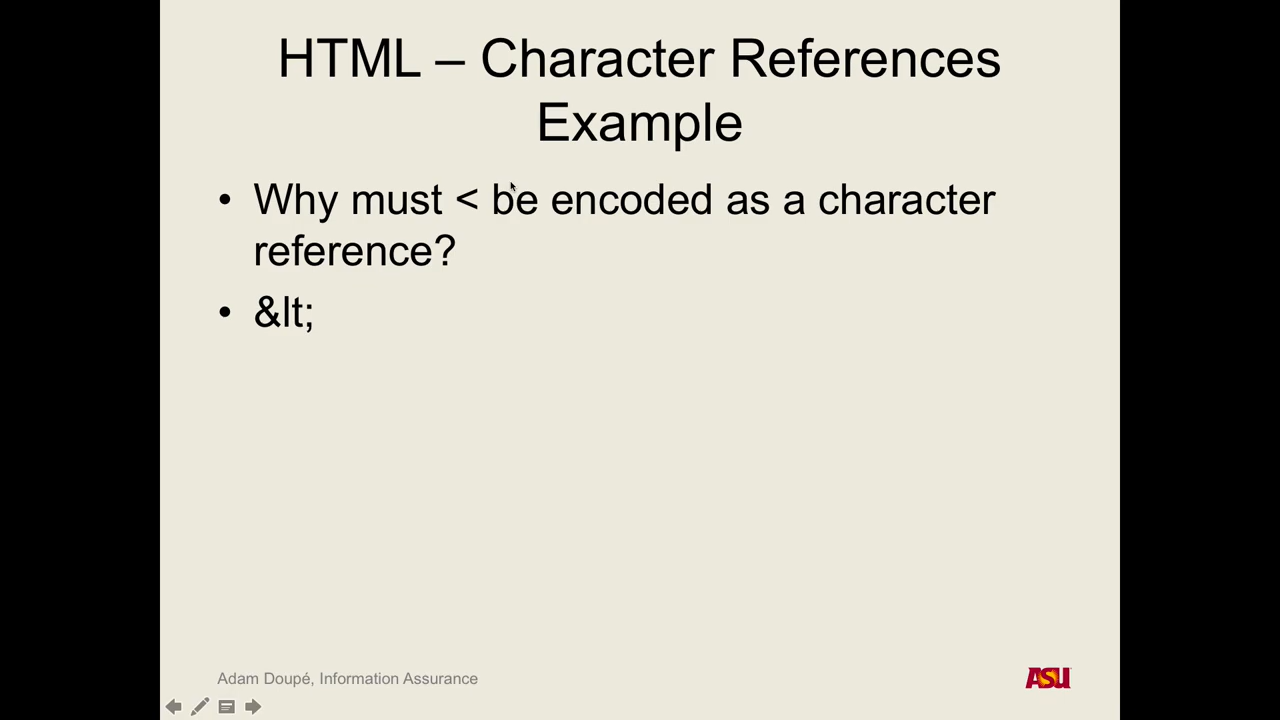 HTML – Character References
Example
• Why must < be encoded as a character
reference?
• &lt;
Adam Doupé, Information Assurance
ASU